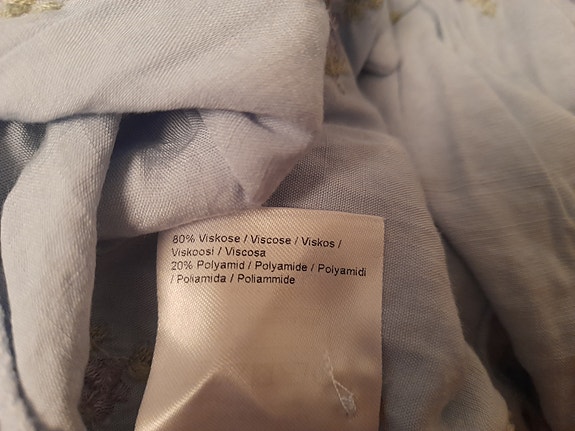 80% Viskose / Viscose / Viskos /
Viskoosi / Viscosa
20% Polyamid / Polyamide / Polyamidi
/ Poliamida / Poliammide